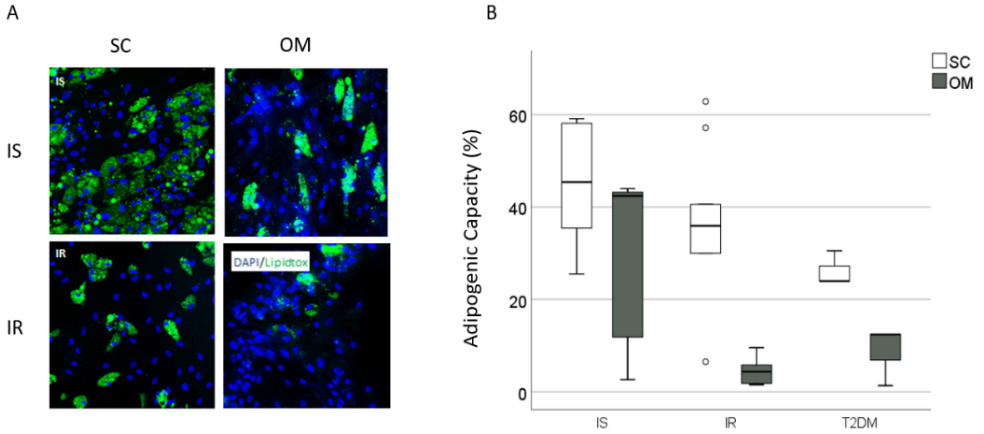 A
SC
OM
IS
IS
IR
IR
DAPI/Lipidtox
B
SC
OM
Adipogenic Capacity (%)
60
40
20
0
IS
IR
T2DM